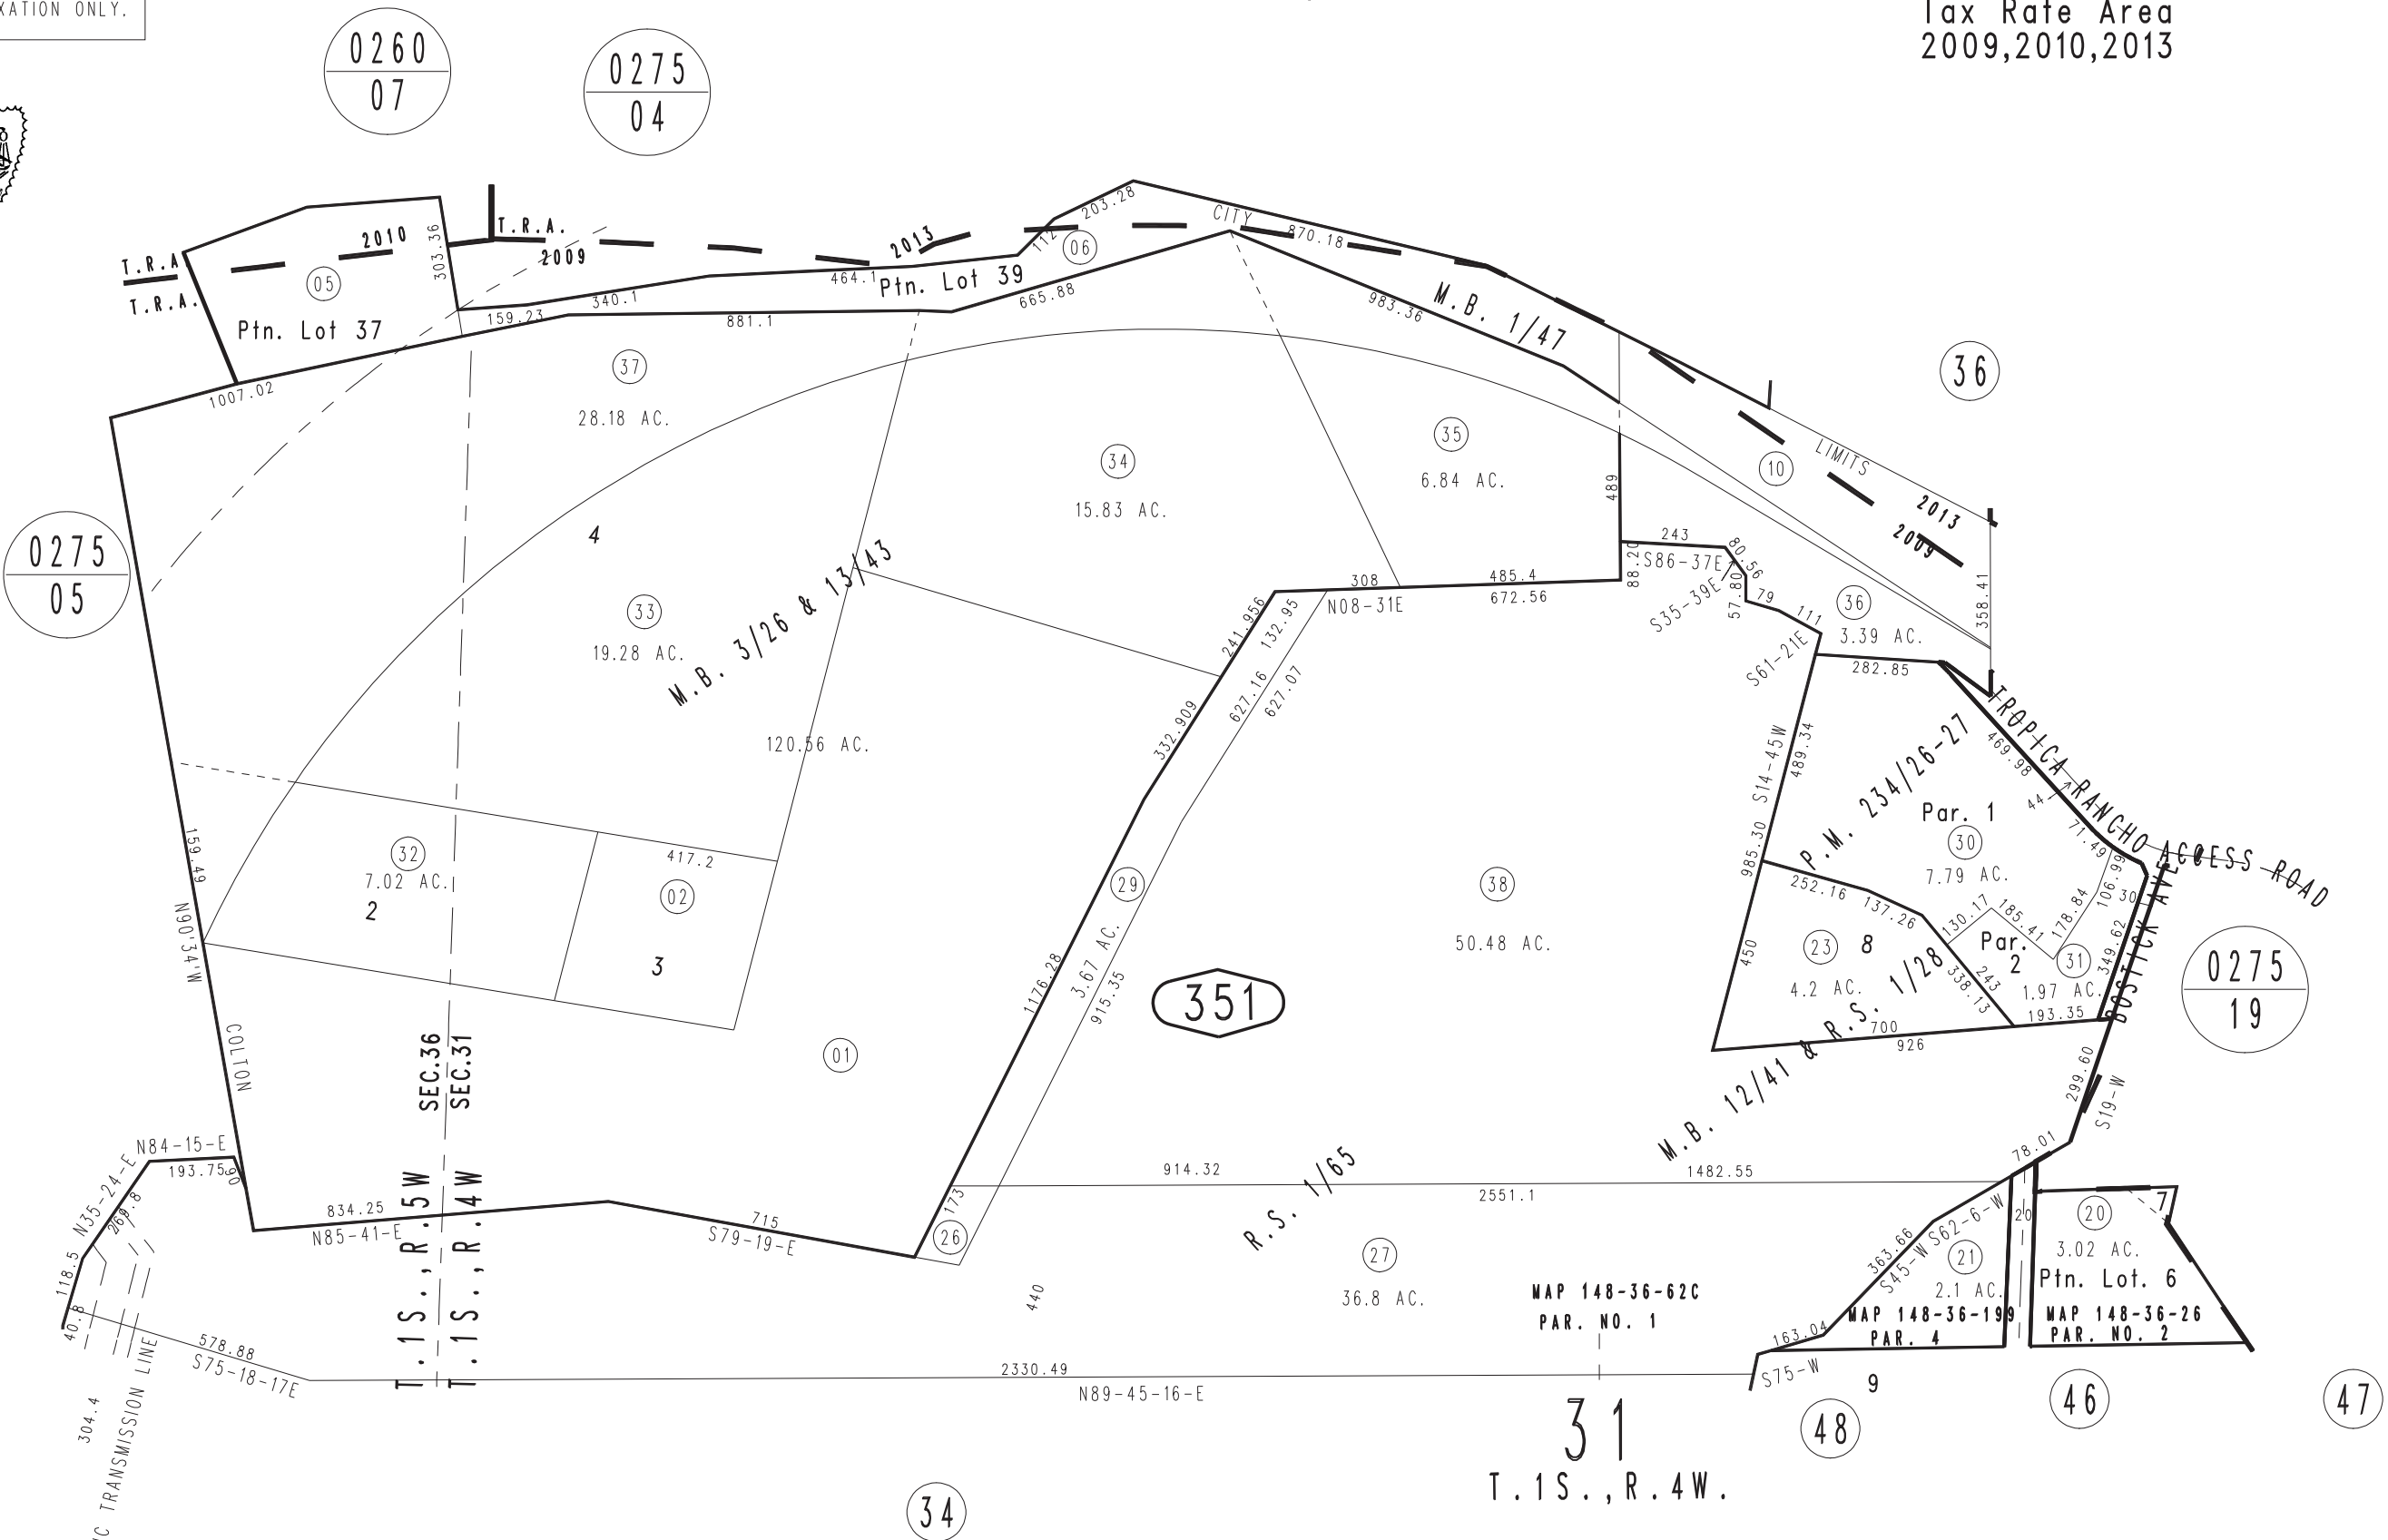 XATION ONLY.
Tax Rate Area
2009,2010,2013
0260
07
0275
04
T.R.A
T.R.A.
2010
303.36
T.R.A.
2009
05
Ptn. Lot 37
1007.02
159.23
340.1
464.1
2013
Ptn. Lot 39
881.1
665.88
112
203.28
06
CITY
870.18
983.36
M.B. 1/47
36
LIMITS
10
2013
2009
358.41
37
28.18 AC.
34
15.83 AC.
35
6.84 AC.
489
0275
05
4
33
19.28 AC.
M.B. 3/26 & 13/43
120.56 AC.
243
S86-37E
88.20
80.56
S35-39E
57.80
79
111
S61-21E
36
3.39 AC.
282.85
308
485.4
N08-31E
672.56
241.956
132.95
627.16
627.07
332.909
S14-45W
489.34
985.30
450
P.M. 234/26-27
TROPICA RANCHO ACCESS ROAD
469.98
44
71.49
106.99
30
Par. 1
30
7.79 AC.
159.49
N90'34'W
COLTON
32
7.02 AC.
2
417.2
02
3
01
29
3.67 AC.
1176.28
915.35
38
50.48 AC.
351
252.16
137.26
130.17
185.41
178.84
349.62
BOSTICK AVE
23
8
4.2 AC.
Par.
2
31
1.97 AC.
243
338.13
193.35
700
926
M.B. 12/41 & R.S. 1/28
0275
19
299.60
S19-W
78.01
SEC.36
SEC.31
T.1S.,R.5W
T.1S.,R.4W
N84-15-E
193.75
90
N35-24-E
269.8
118.5
40.8
834.25
N85-41-E
715
S79-19-E
173
26
914.32
1482.55
2551.1
R.S. 1/65
27
36.8 AC.
440
MAP 148-36-62C
PAR. NO. 1
363.66
S45-W
S62-6-W
163.04
21
2.1 AC.
MAP 148-36-199
PAR. 4
20
20
7
3.02 AC.
Ptn. Lot. 6
MAP 148-36-26
PAR. NO. 2
578.88
S75-18-17E
304.4
IC TRANSMISSION LINE
2330.49
N89-45-16-E
S75-W
9
31
T.1S.,R.4W.
34
48
46
47